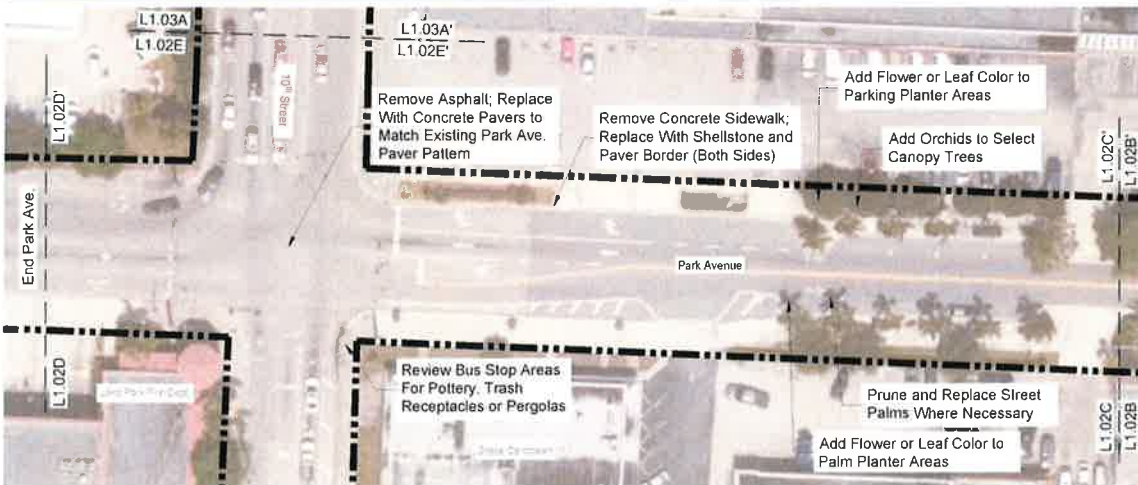 L1.03A
L1.02E
L1.03A'
L1.02E'
L1.02D'
10th Street
Remove Asphalt; Replace
With Concrete Pavers to
Match Existing Park Ave.
Paver Pattern
Remove Concrete Sidewalk;
Replace With Shellstone and
Paver Border (Both Sides)
Add Flower or Leaf Color to
Parking Planter Areas
Add Orchids to Select
Canopy Trees
L1.02C'
L1.02B'
End Park Ave.
Park Avenue
L1.02D
Lake Park Fire Dept.
Review Bus Stop Areas
For Pottery, Trash
Receptacles or Pergolas
Prune and Replace Street
Palms Where Necessary
Add Flower or Leaf Color to
Palm Planter Areas
L1.02C
L1.02B